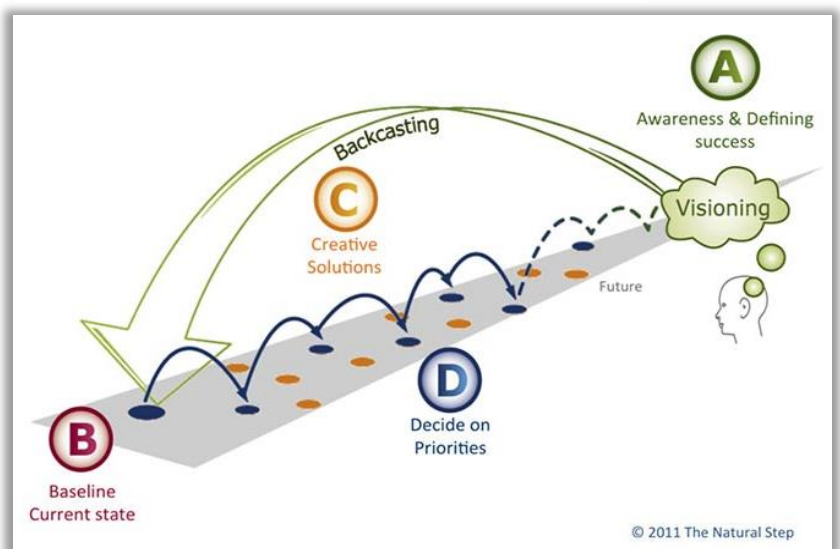 A
Awareness & Defining
success
Backcasting
Visioning
C
Creative
Solutions
Future
D
Decide on
Priorities
B
Baseline
Current state
© 2011 The Natural Step